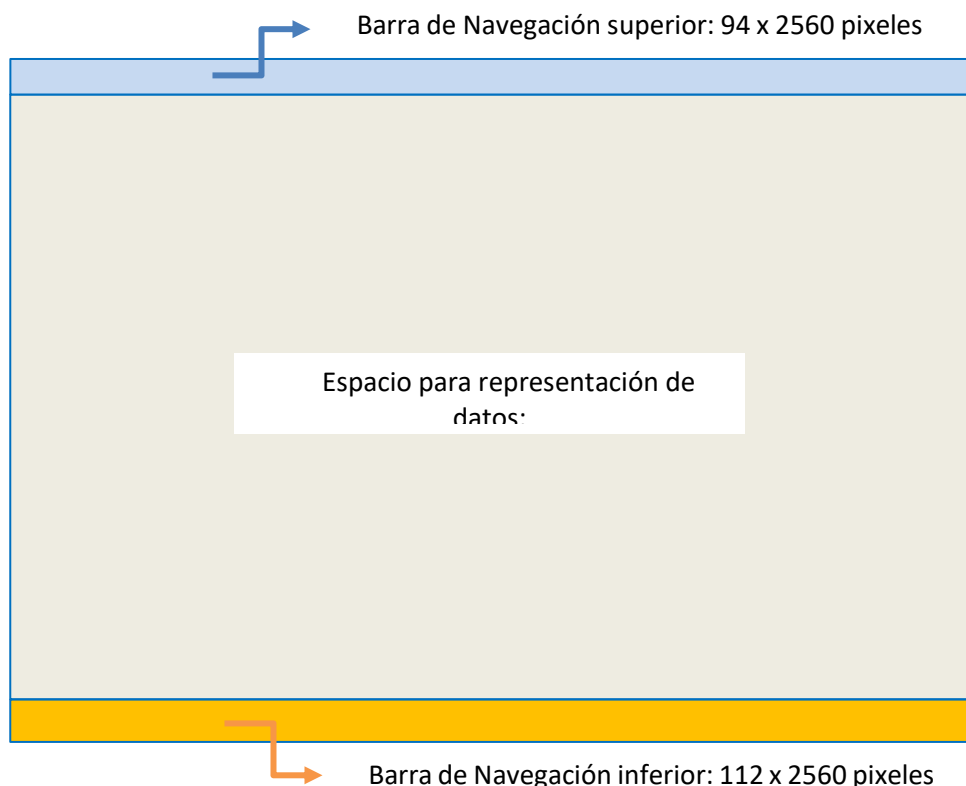 Barra de Navegación superior: 94 x 2560 pixeles
Espacio para representación de
datos:
Barra de Navegación inferior: 112 x 2560 pixeles